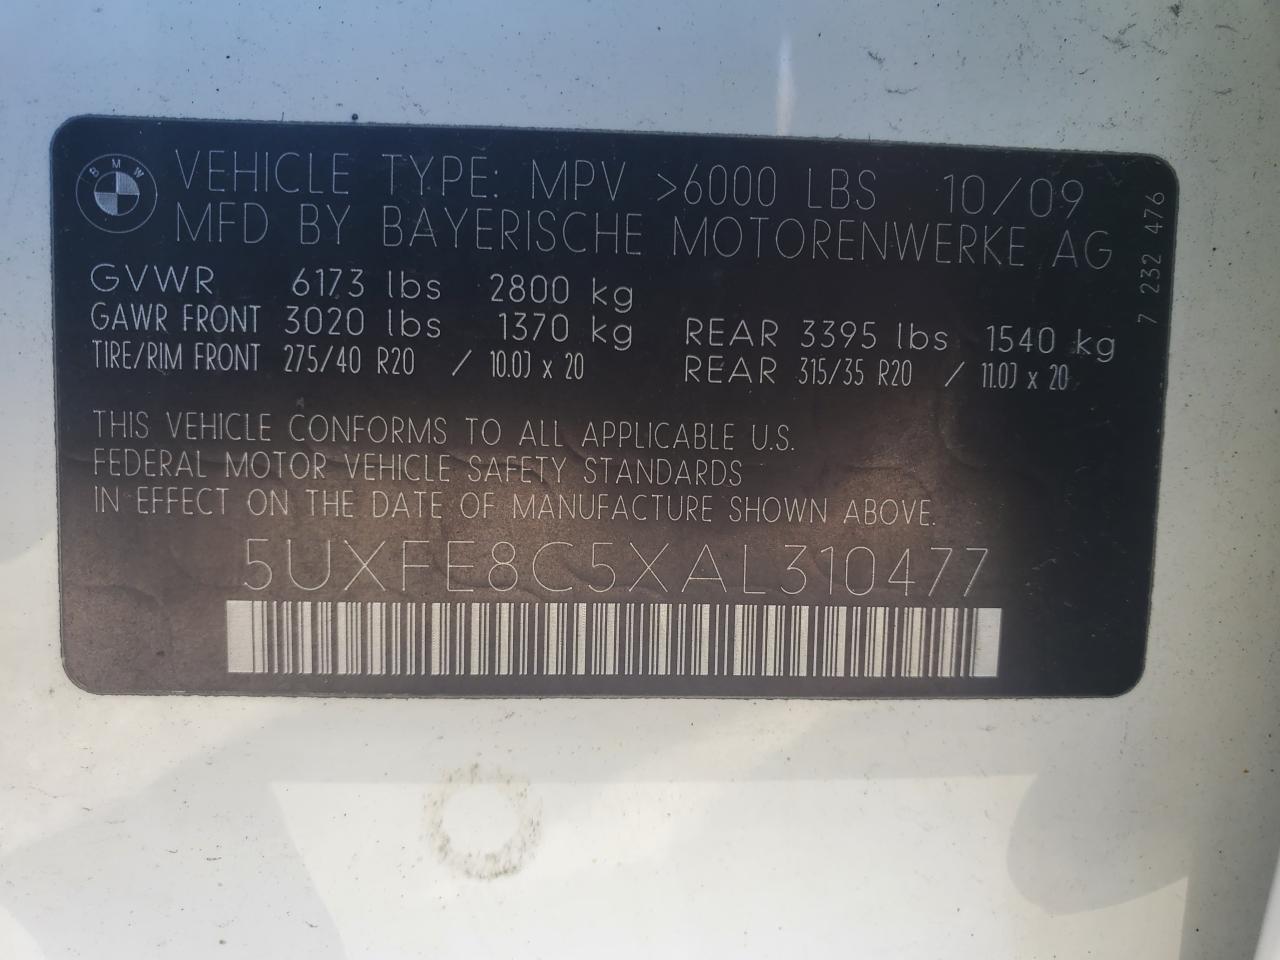 BMW
VEHICLE TYPE: MPV >6000 LBS 10/09
MFD BY BAYERISCHE MOTORENWERKE AG
GVWR 6173 lbs 2800 kg
GAWR FRONT 3020 lbs 1370 kg REAR 3395 lbs 1540 kg
TIRE/RIM FRONT 275/40 R20 / 10.0J x 20 REAR 315/35 R20 / 11.0J x 20
7 232 476
THIS VEHICLE CONFORMS TO ALL APPLICABLE U.S.
FEDERAL MOTOR VEHICLE SAFETY STANDARDS
IN EFFECT ON THE DATE OF MANUFACTURE SHOWN ABOVE.
5UXFE8C5XAL310477